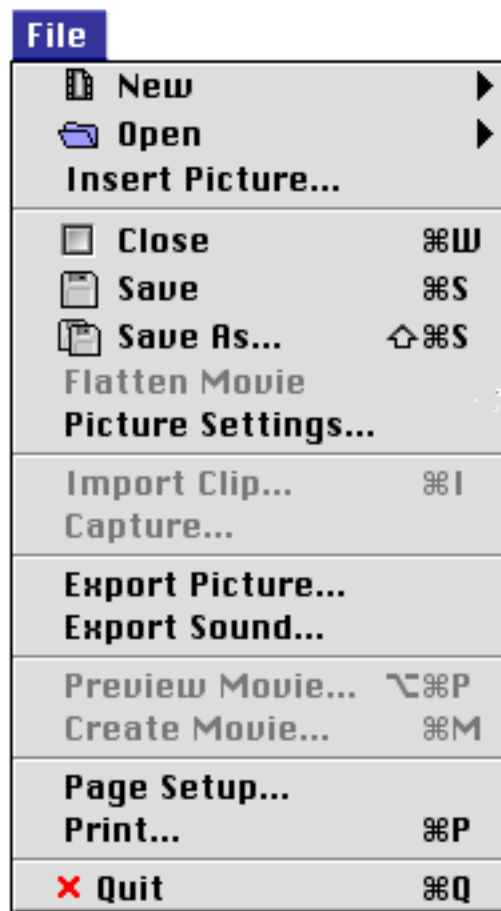 File
New
Open
Insert Picture...
Close ⌘W
Save ⌘S
Save As... ⇧⌘S
Flatten Movie
Picture Settings...
Import Clip... ⌘I
Capture...
Export Picture...
Export Sound...
Preview Movie... ⌥⌘P
Create Movie... ⌘M
Page Setup...
Print... ⌘P
Quit ⌘Q